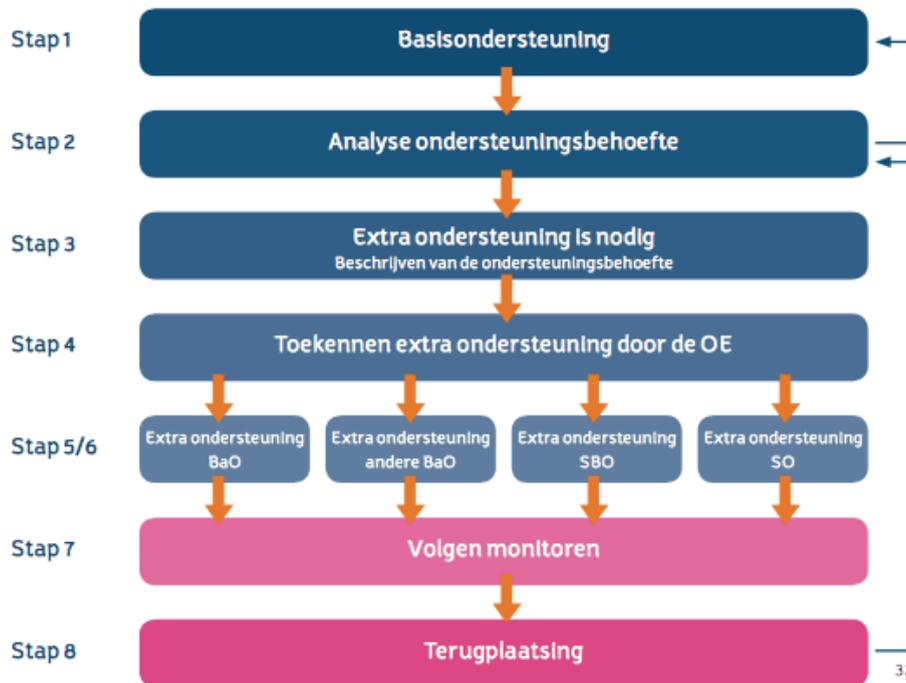 Stap 1
Basisondersteuning
Stap 2
Analyse ondersteuningsbehoefte
Stap 3
Extra ondersteuning is nodig
Beschrijven van de ondersteuningsbehoefte
Stap 4
Toekennen extra ondersteuning door de OE
Stap 5/6
Extra ondersteuning
BaO
Extra ondersteuning
andere BaO
Extra ondersteuning
SBO
Extra ondersteuning
SO
Stap 7
Volgen monitoren
Stap 8
Terugplaatsing